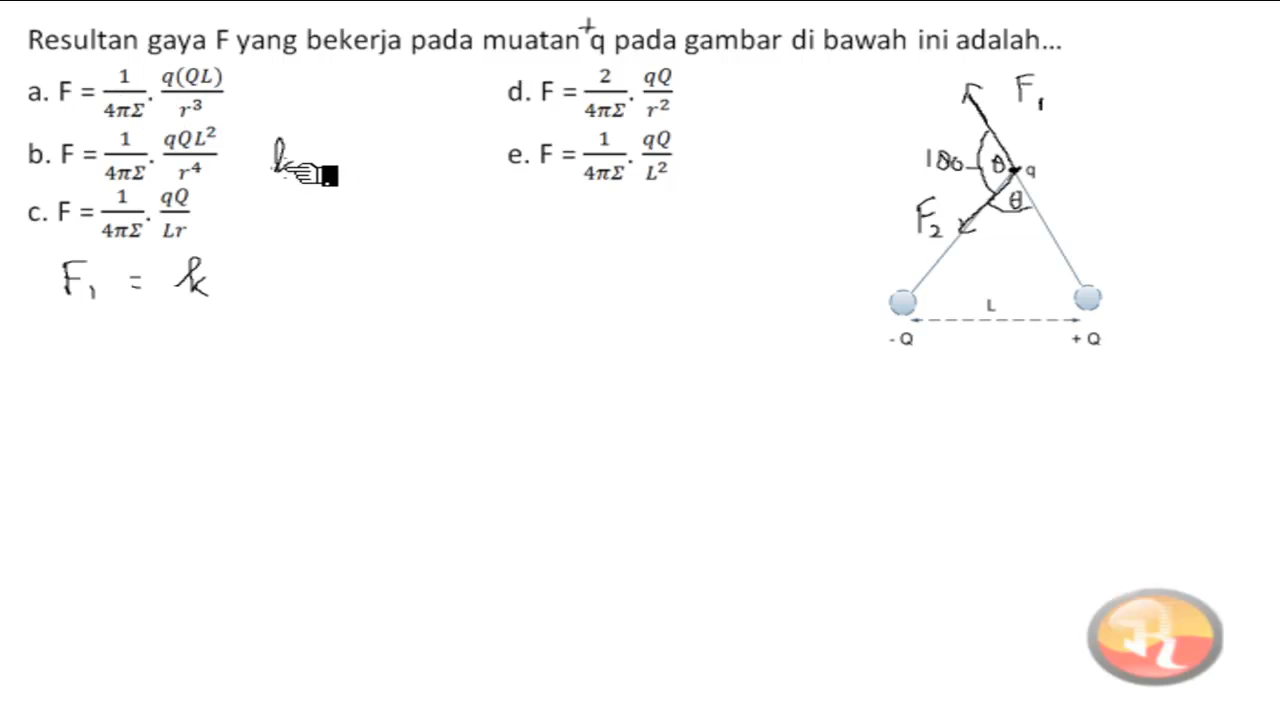 Resultan gaya F yang bekerja pada muatan +q pada gambar di bawah ini adalah...
a. F = 1/4πΣ . q(QL)/r³
b. F = 1/4πΣ . qQL²/r⁴
c. F = 1/4πΣ . qQ/Lr
d. F = 2/4πΣ . qQ/r²
e. F = 1/4πΣ . qQ/L²
F₁ = k
F₁
180-θ
q
θ
F₂
L
- Q
+ Q